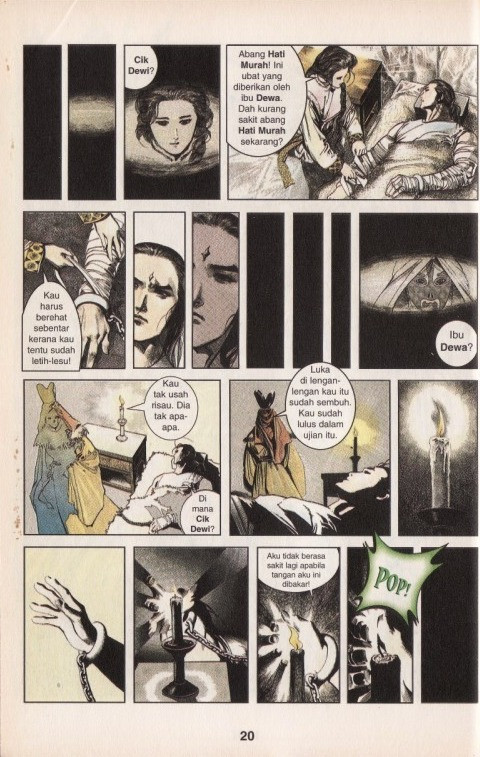 Cik
Dewi?
Abang Hati
Murah! Ini
ubat yang
diberikan oleh
ibu Dewa.
Dah kurang
sakit abang
Hati Murah
sekarang?
Kau
harus
berehat
sebentar
kerana kau
tentu sudah
letih-lesu!
Ibu
Dewa?
Kau
tak usah
risau. Dia
tak apa-
apa.
Di
mana
Cik
Dewi?
Luka
di lengan-
lengan kau itu
sudah sembuh.
Kau sudah
lulus dalam
ujian itu.
Aku tidak berasa
sakit lagi apabila
tangan aku ini
dibakar!
POP!
20